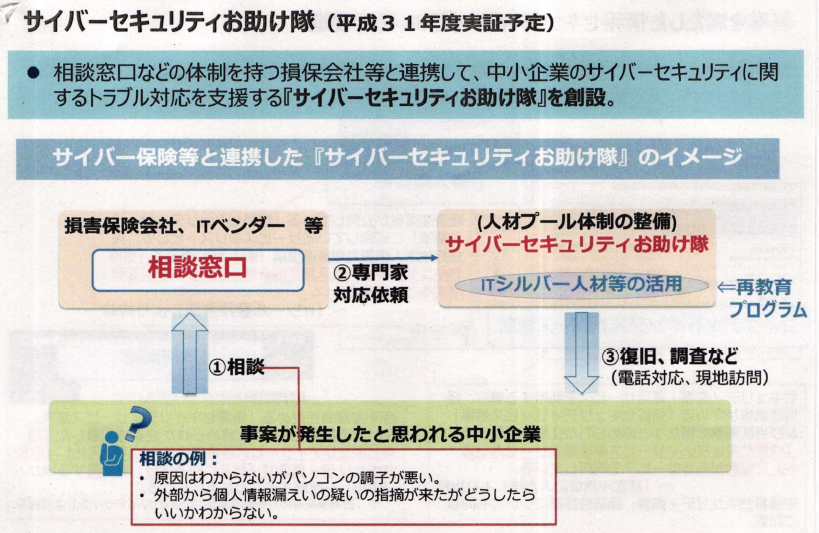 サイバーセキュリティお助け隊（平成３１年度実証予定）
● 相談窓口などの体制を持つ損保会社等と連携して、中小企業のサイバーセキュリティに関
するトラブル対応を支援する『サイバーセキュリティお助け隊』を創設。
サイバー保険等と連携した『サイバーセキュリティお助け隊』のイメージ
損害保険会社、ITベンダー　等
相談窓口
②専門家
対応依頼
(人材プール体制の整備)
サイバーセキュリティお助け隊
ITシルバー人材等の活用
⇐再教育
プログラム
①相談
③復旧、調査など
（電話対応、現地訪問）
?
事案が発生したと思われる中小企業
相談の例：
・ 原因はわからないがパソコンの調子が悪い。
・ 外部から個人情報漏えいの疑いの指摘が来たがどうしたら
いいかわからない。